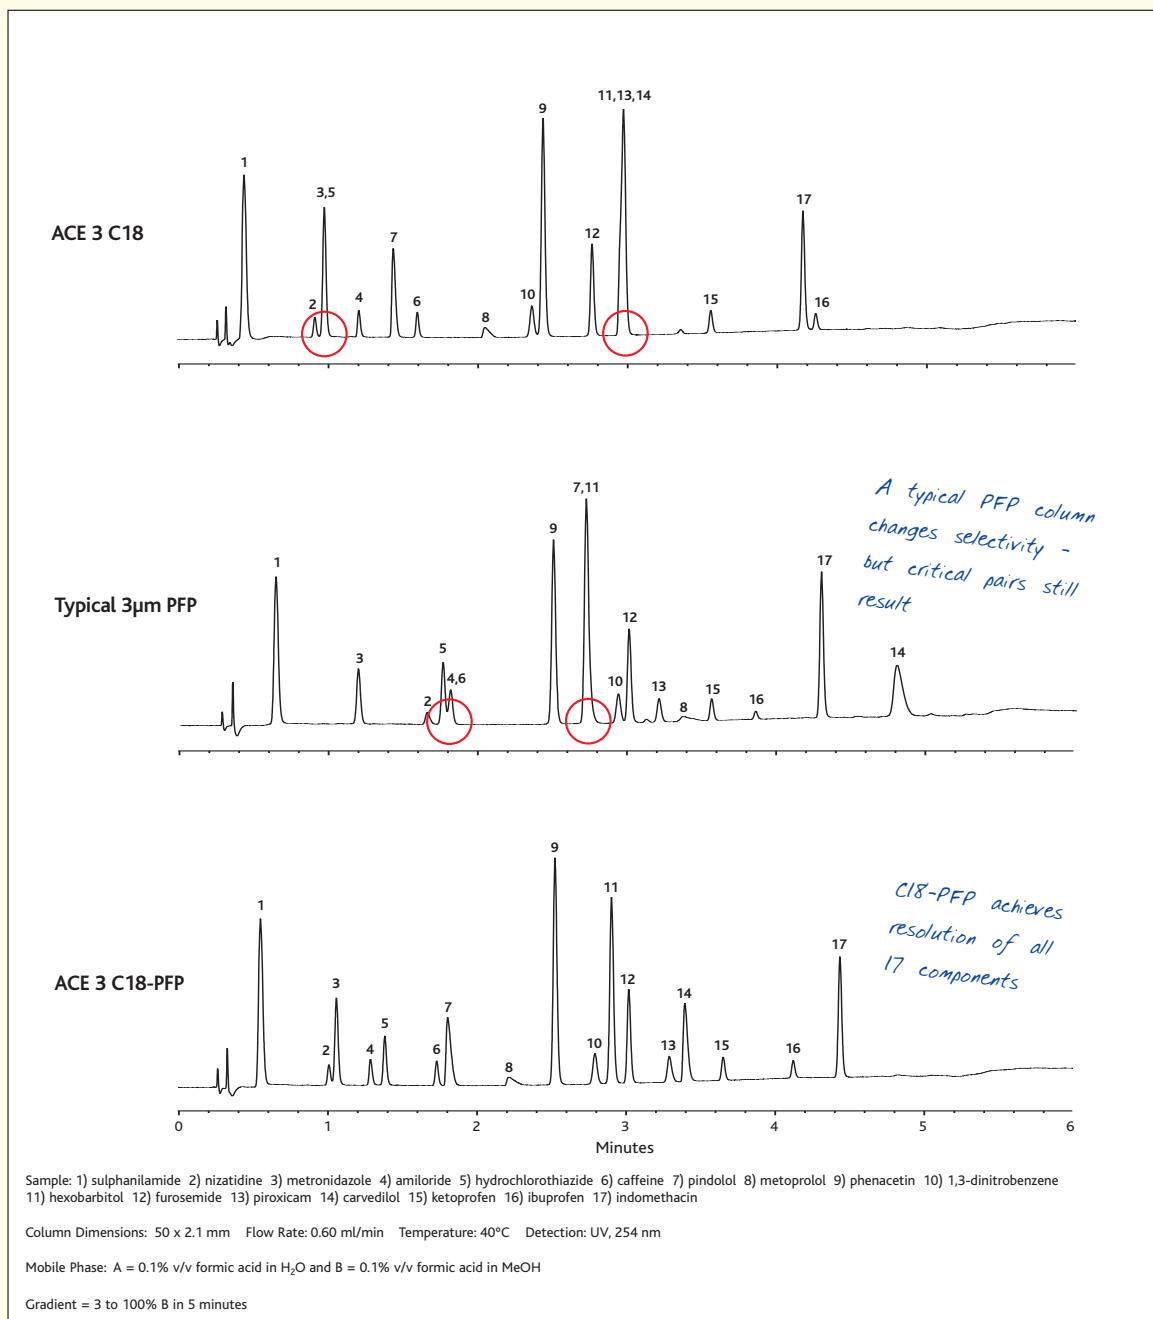 11,13,14
9
1
3,5
17
ACE 3 C18
7
12
10
2
4
6
15
16
8
7,11
A typical PFP column
9
changes selectivity -
1
17
but critical pairs still
Typical 3µm PFP
result
12
5
14
3
4,6
10
13
15
2
16
8
9
11
C18-PFP achieves
1
resolution of all
17
17 components
ACE 3 C18-PFP
3
12
14
7
5
10
13
15
2
4
6
16
8
0 1 2 3 4 5 6
Minutes
Sample: 1) sulphanilamide 2) nizatidine 3) metronidazole 4) amiloride 5) hydrochlorothiazide 6) caffeine 7) pindolol 8) metoprolol 9) phenacetin 10) 1,3-dinitrobenzene
11) hexobarbitol 12) furosemide 13) piroxicam 14) carvedilol 15) ketoprofen 16) ibuprofen 17) indomethacin
Column Dimensions: 50 x 2.1 mm Flow Rate: 0.60 ml/min Temperature: 40°C Detection: UV, 254 nm
Mobile Phase: A = 0.1% v/v formic acid in H₂O and B = 0.1% v/v formic acid in MeOH
Gradient = 3 to 100% B in 5 minutes